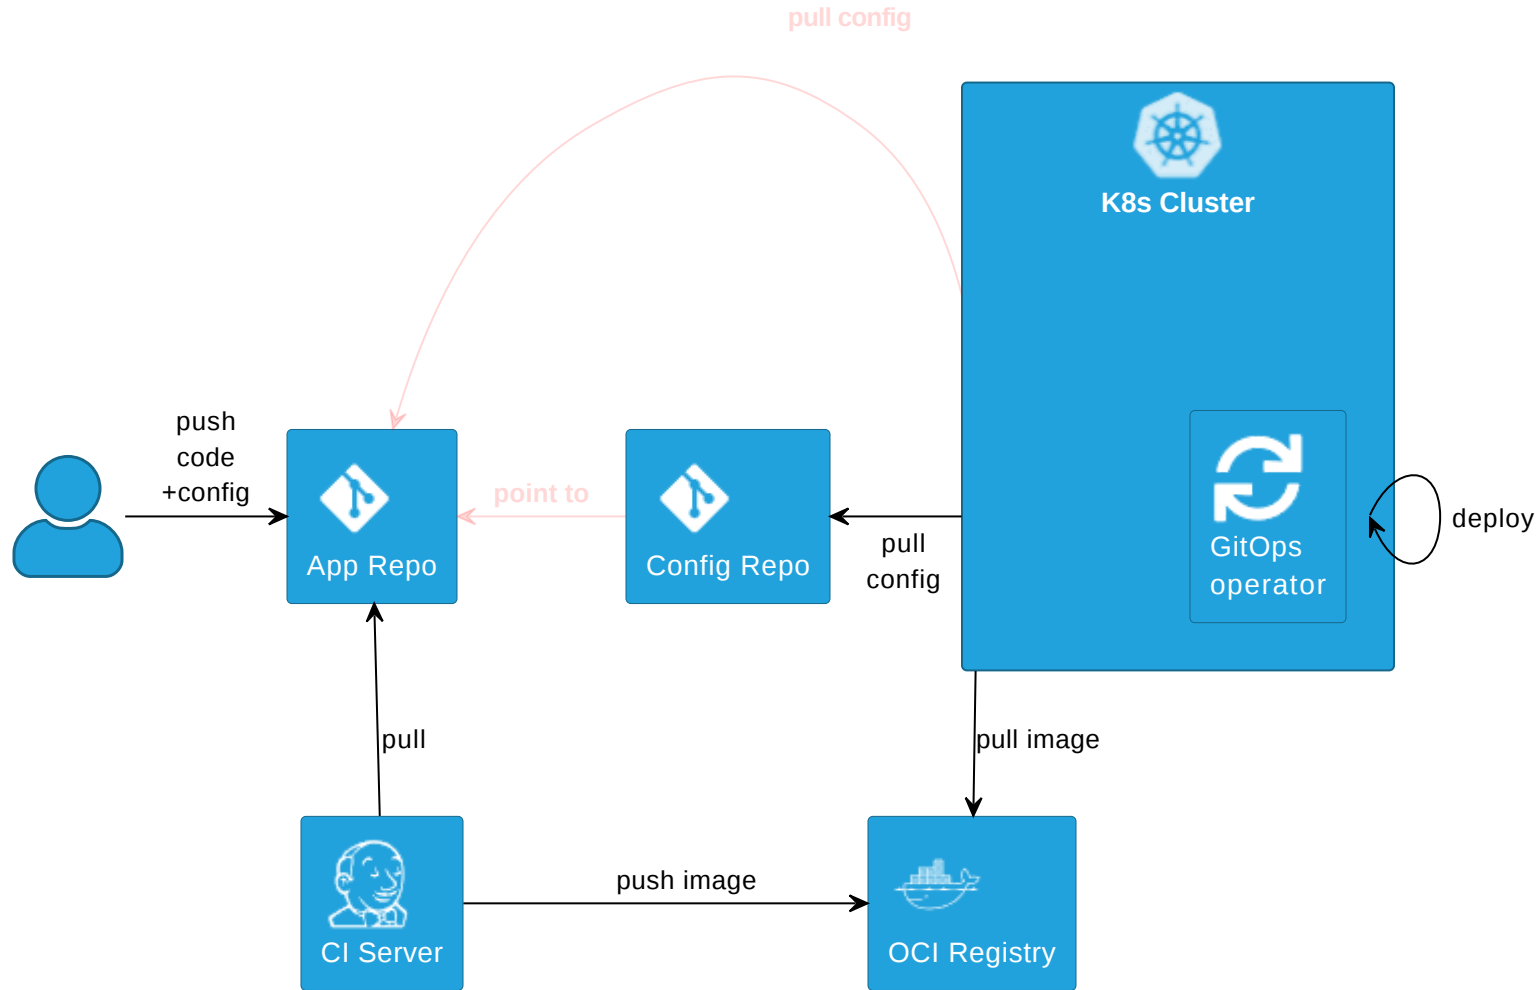 pull config
K8s Cluster
push
code
+config
point to
App Repo
Config Repo
pull
config
GitOps
operator
deploy
pull
pull image
push image
CI Server
OCI Registry